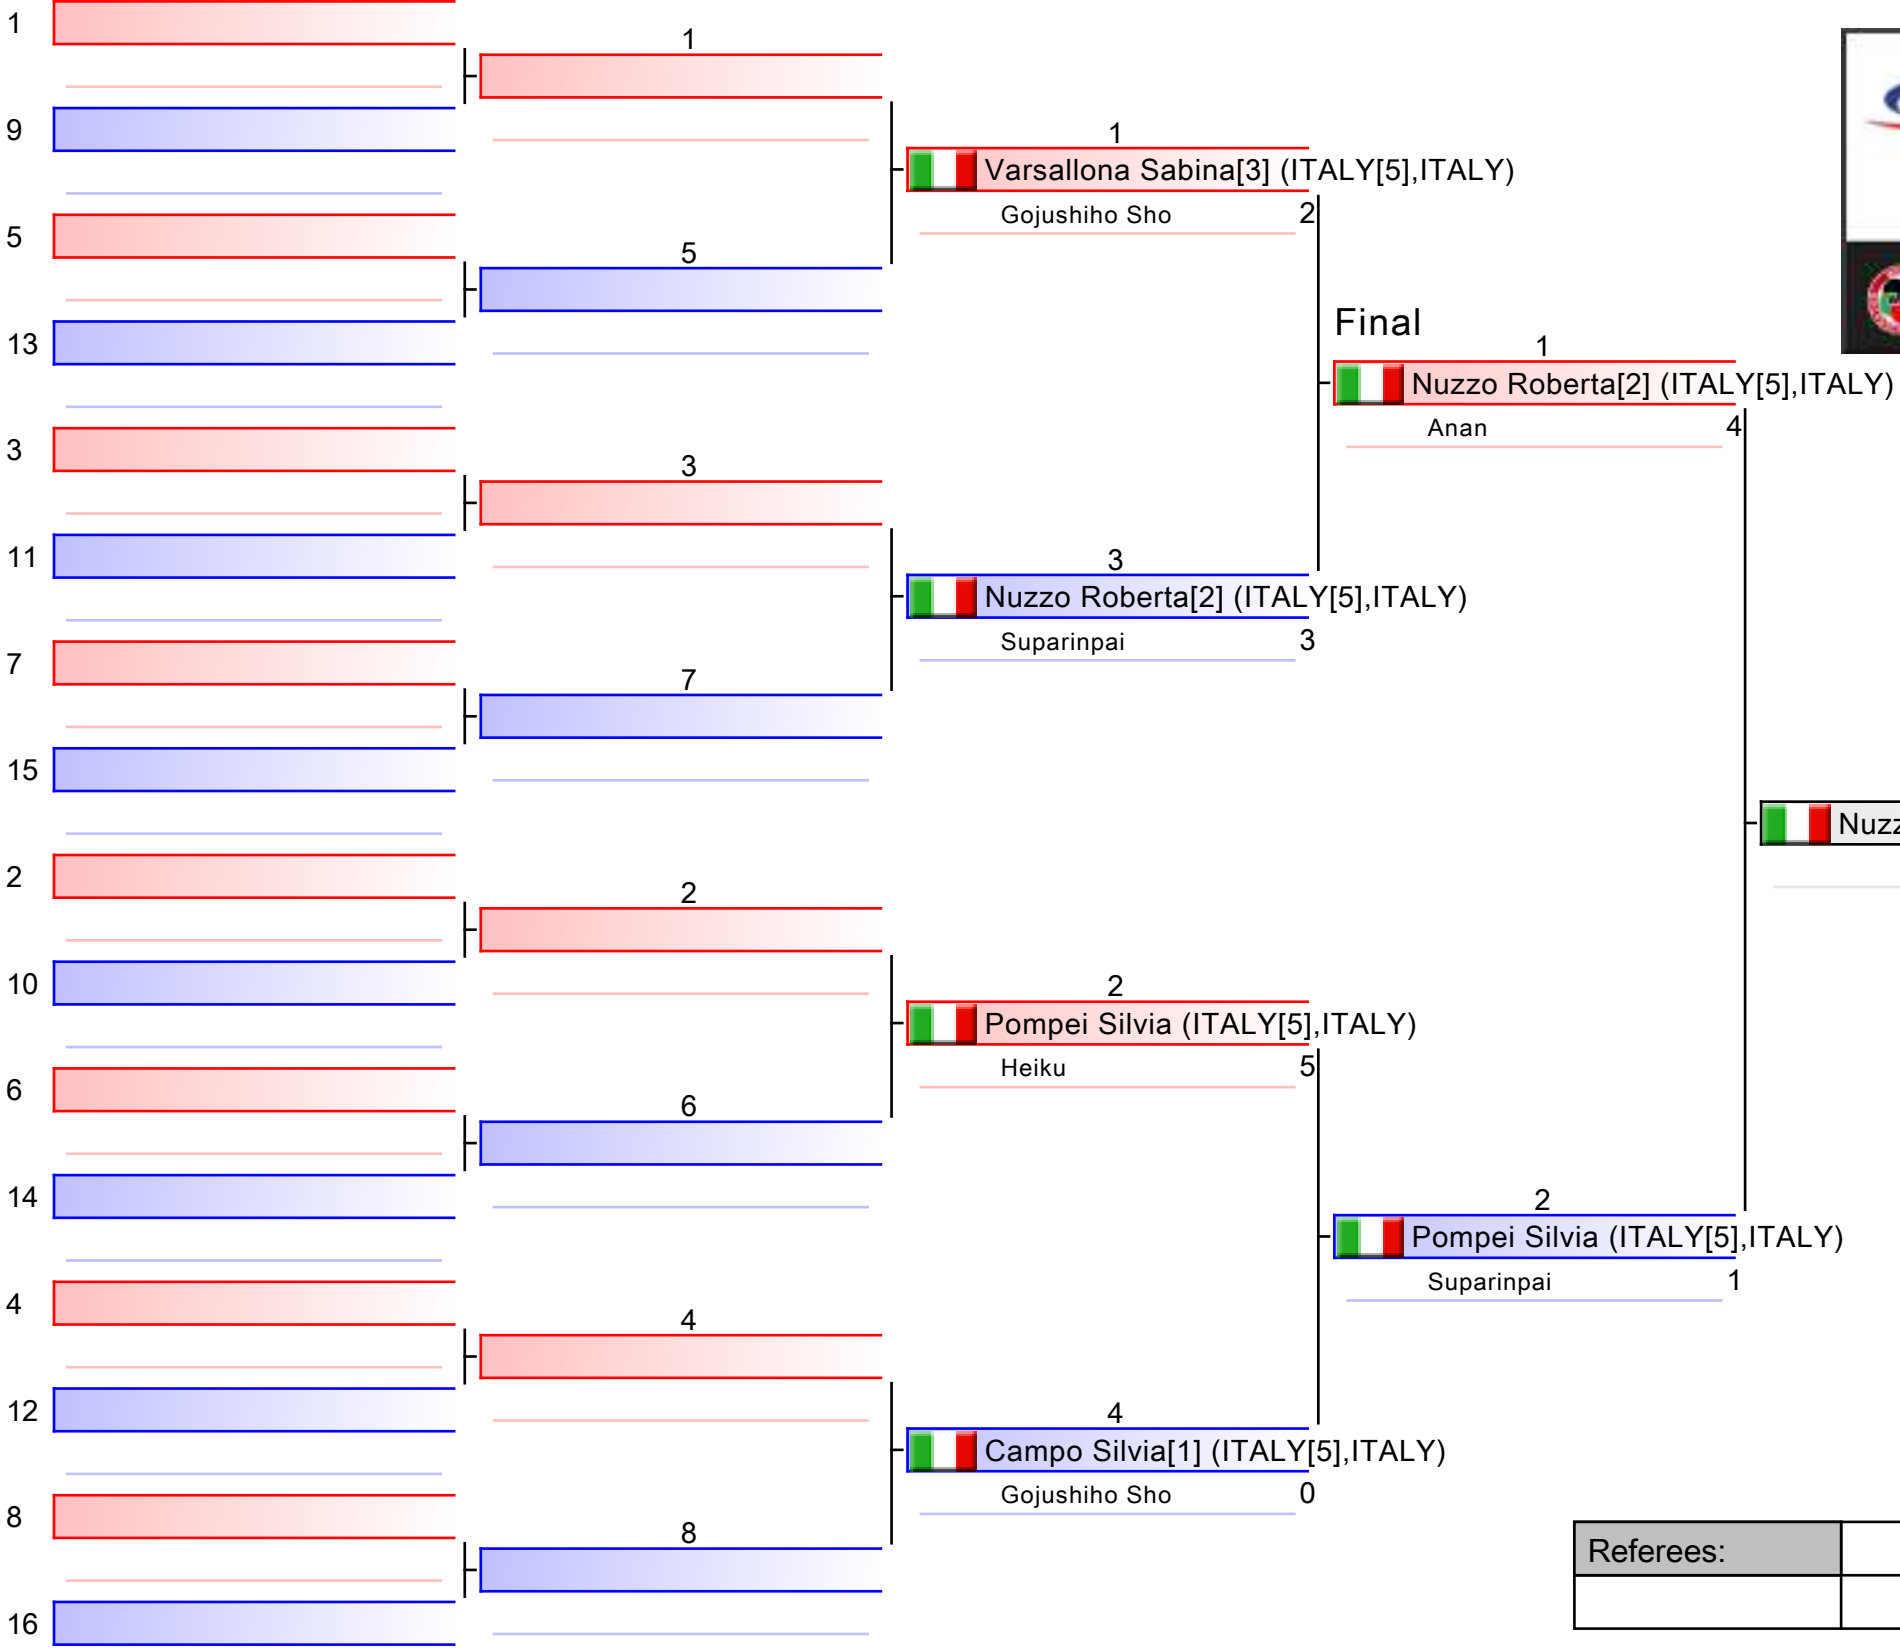 1
9
5
13
3
11
7
15
2
10
6
14
4
12
8
16
1
5
3
7
2
6
4
8
1
Varsallona Sabina[3] (ITALY[5],ITALY)
Gojushiho Sho 2
3
Nuzzo Roberta[2] (ITALY[5],ITALY)
Suparinpai 3
2
Pompei Silvia (ITALY[5],ITALY)
Heiku 5
4
Campo Silvia[1] (ITALY[5],ITALY)
Gojushiho Sho 0
Final
1
Nuzzo Roberta[2] (ITALY[5],ITALY)
Anan 4
2
Pompei Silvia (ITALY[5],ITALY)
Suparinpai 1
Referees: